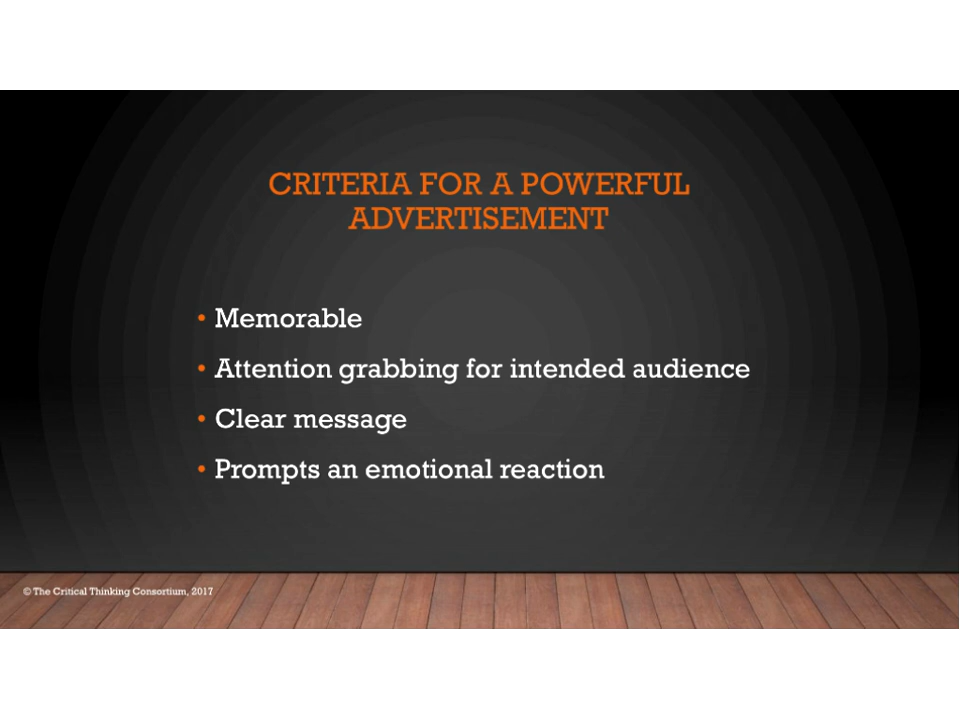 CRITERIA FOR A POWERFUL
ADVERTISEMENT
• Memorable
• Attention grabbing for intended audience
• Clear message
• Prompts an emotional reaction
© The Critical Thinking Consortium, 2017